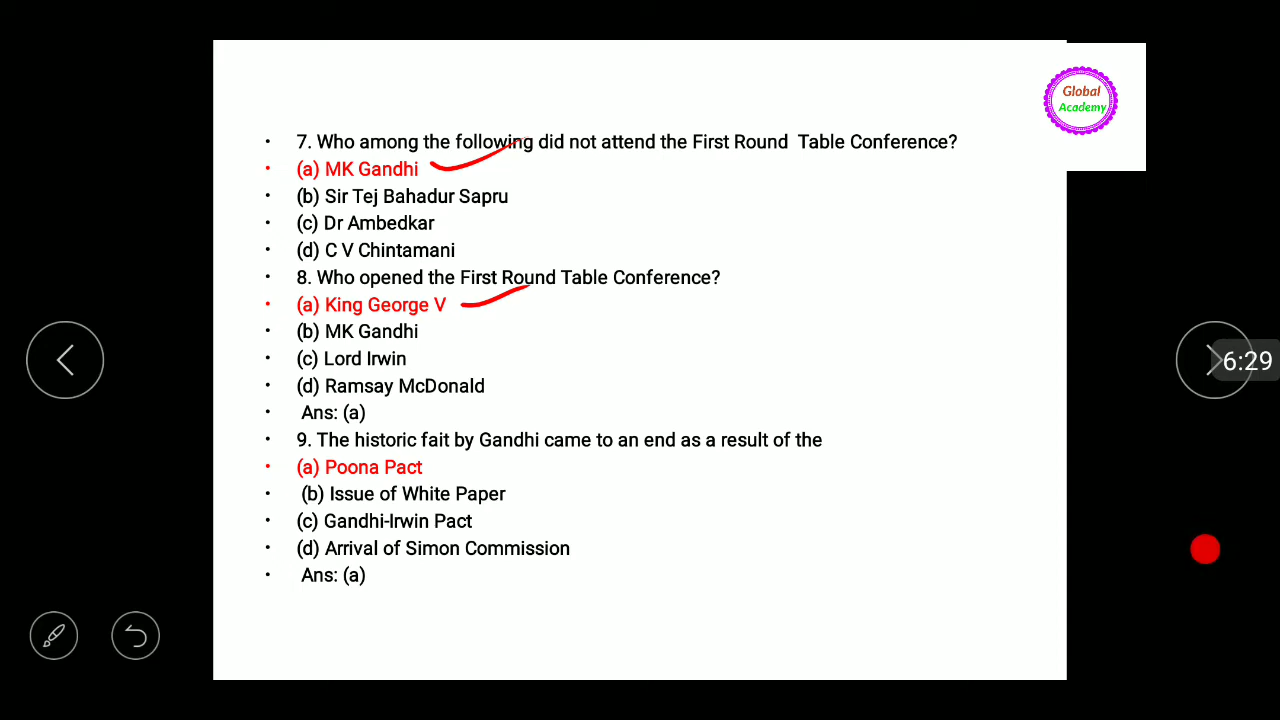 Global
Academy
• 7. Who among the following did not attend the First Round Table Conference?
• (a) MK Gandhi
• (b) Sir Tej Bahadur Sapru
• (c) Dr Ambedkar
• (d) C V Chintamani
• 8. Who opened the First Round Table Conference?
• (a) King George V
• (b) MK Gandhi
• (c) Lord Irwin
• (d) Ramsay McDonald
• Ans: (a)
• 9. The historic fait by Gandhi came to an end as a result of the
• (a) Poona Pact
• (b) Issue of White Paper
• (c) Gandhi-Irwin Pact
• (d) Arrival of Simon Commission
• Ans: (a)
6:29